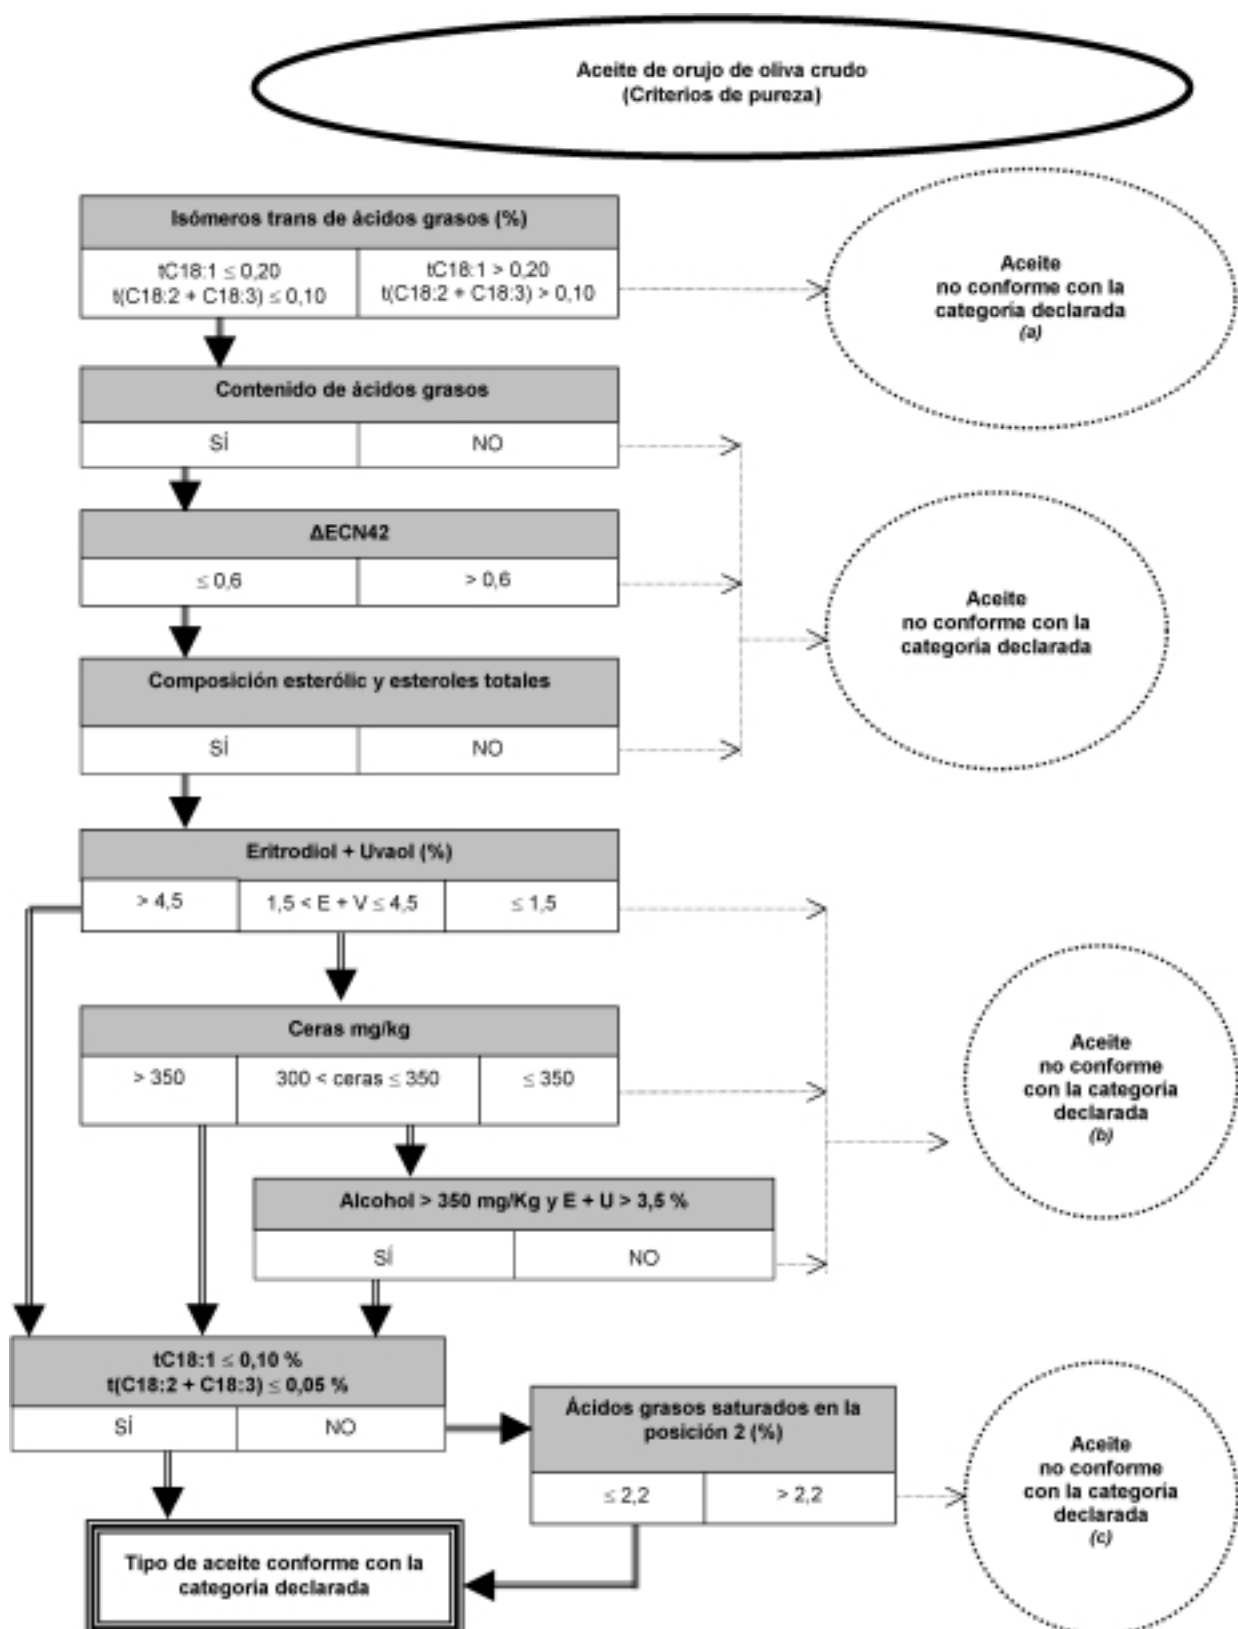 Aceite de orujo de oliva crudo
(Criterios de pureza)
Isómeros trans de ácidos grasos (%)
tC18:1 ≤ 0,20
t(C18:2 + C18:3) ≤ 0,10
tC18:1 > 0,20
t(C18:2 + C18:3) > 0,10
Aceite
no conforme con la
categoría declarada
(a)
Contenido de ácidos grasos
SÍ
NO
ΔECN42
≤ 0,6
> 0,6
Aceite
no conforme con la
categoría declarada
Composición esterólic y esteroles totales
SÍ
NO
Eritrodiol + Uvaol (%)
> 4,5
1,5 < E + V ≤ 4,5
≤ 1,5
Ceras mg/kg
> 350
300 < ceras ≤ 350
≤ 350
Aceite
no conforme
con la categoría
declarada
(b)
Alcohol > 350 mg/Kg y E + U > 3,5 %
SÍ
NO
tC18:1 ≤ 0,10 %
t(C18:2 + C18:3) ≤ 0,05 %
SÍ
NO
Ácidos grasos saturados en la
posición 2 (%)
≤ 2,2
> 2,2
Aceite
no conforme
con la categoría
declarada
(c)
Tipo de aceite conforme con la
categoría declarada